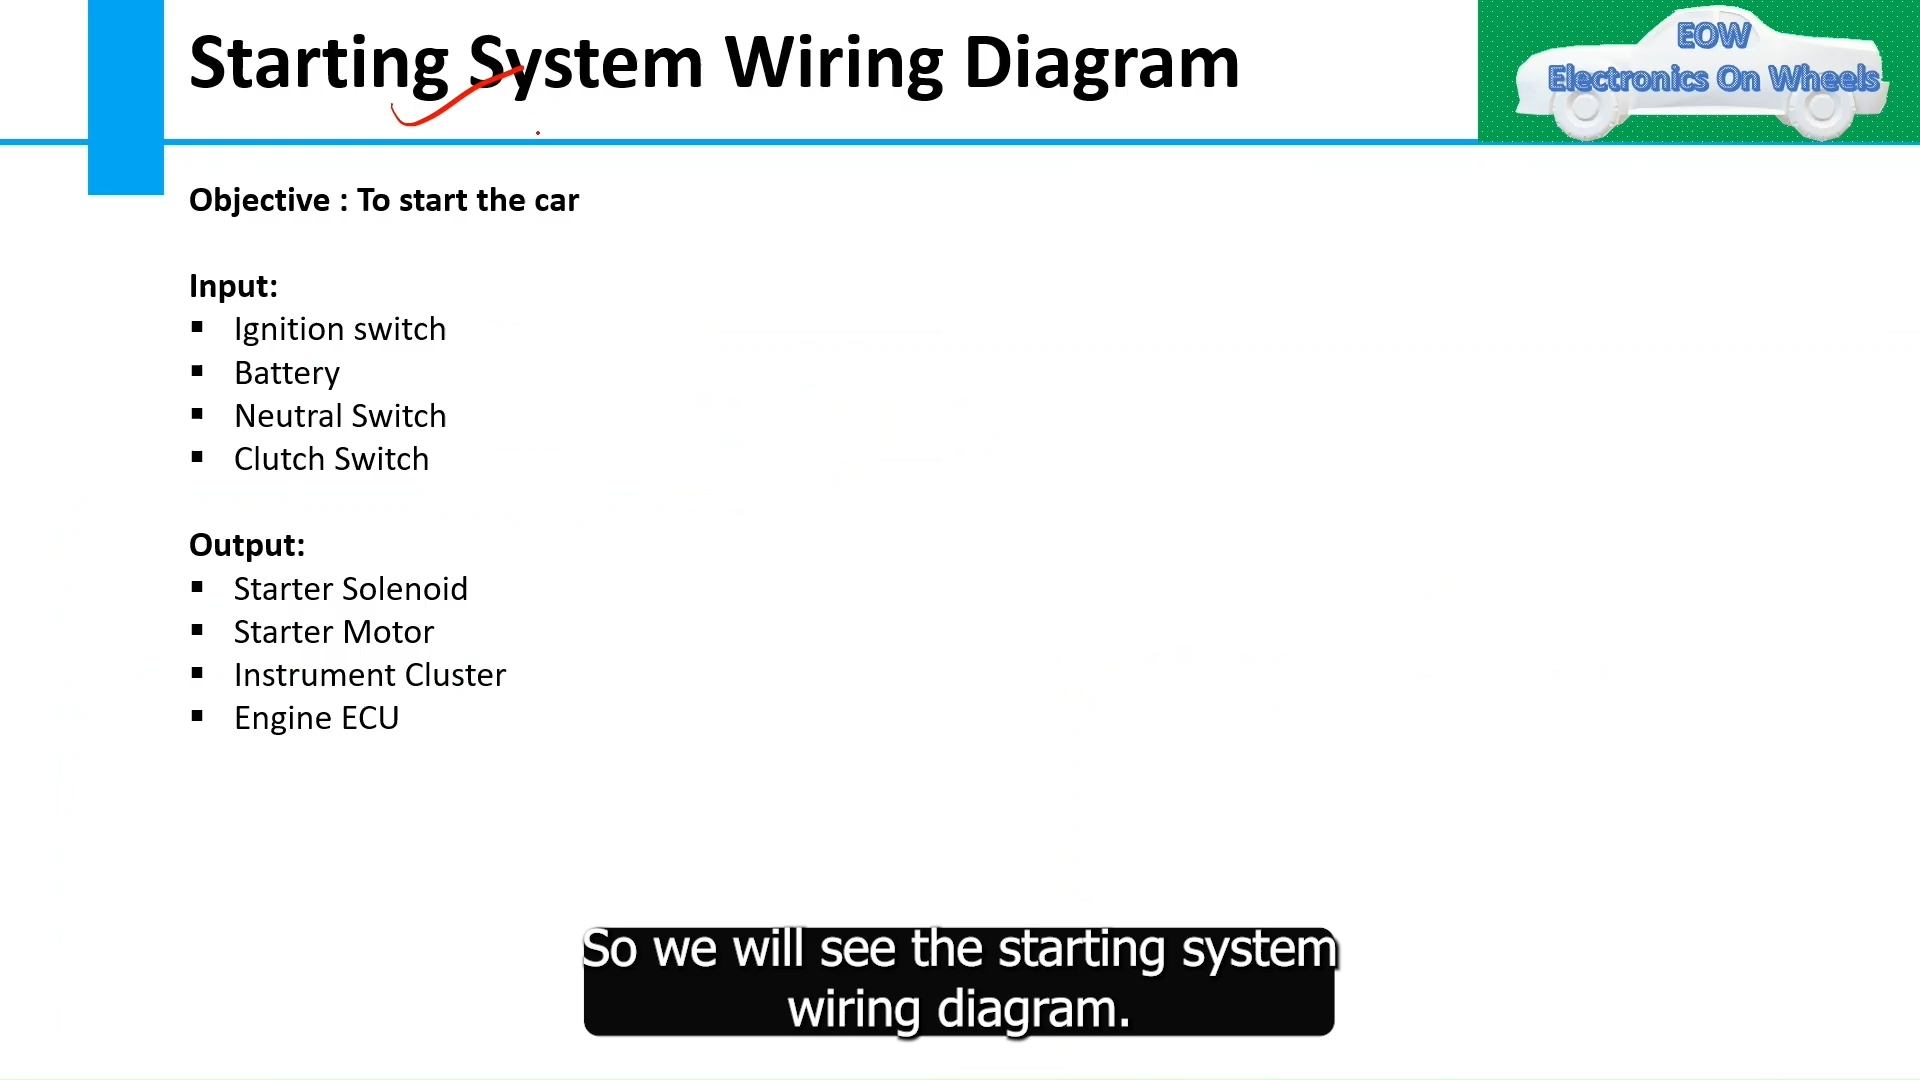 Starting System Wiring Diagram
EOW
Electronics On Wheels
Objective : To start the car
Input:
▪ Ignition switch
▪ Battery
▪ Neutral Switch
▪ Clutch Switch
Output:
▪ Starter Solenoid
▪ Starter Motor
▪ Instrument Cluster
▪ Engine ECU
So we will see the starting system
wiring diagram.